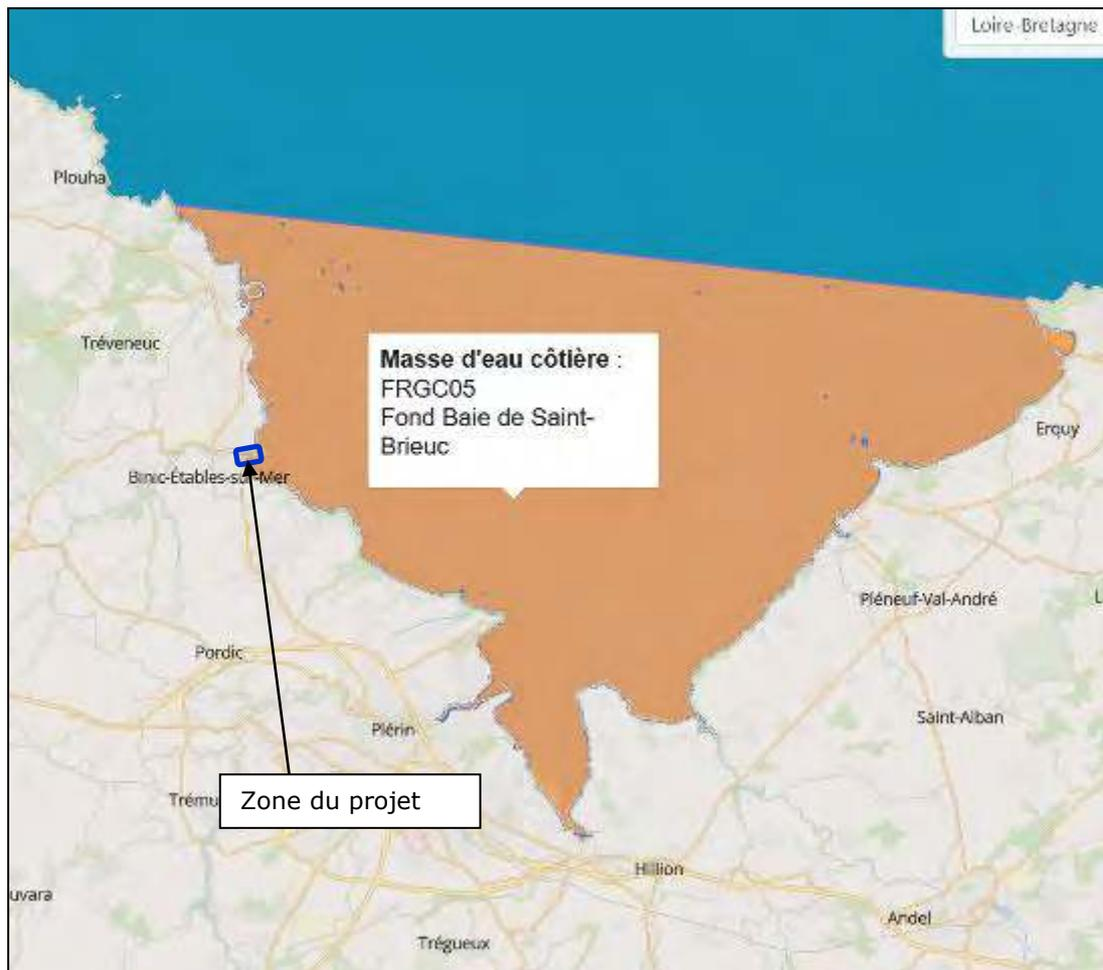 Loire-Bretagne
Plouha
Tréveneuc
Masse d'eau côtière :
FRGC05
Fond Baie de Saint-
Brieuc
Erquy
Binic-Étables-sur-Mer
Pléneuf-Val-André
L
Pordic
Saint-Alban
Plérin
Zone du projet
Trému
Hillion
uvara
Andel
Trégueux